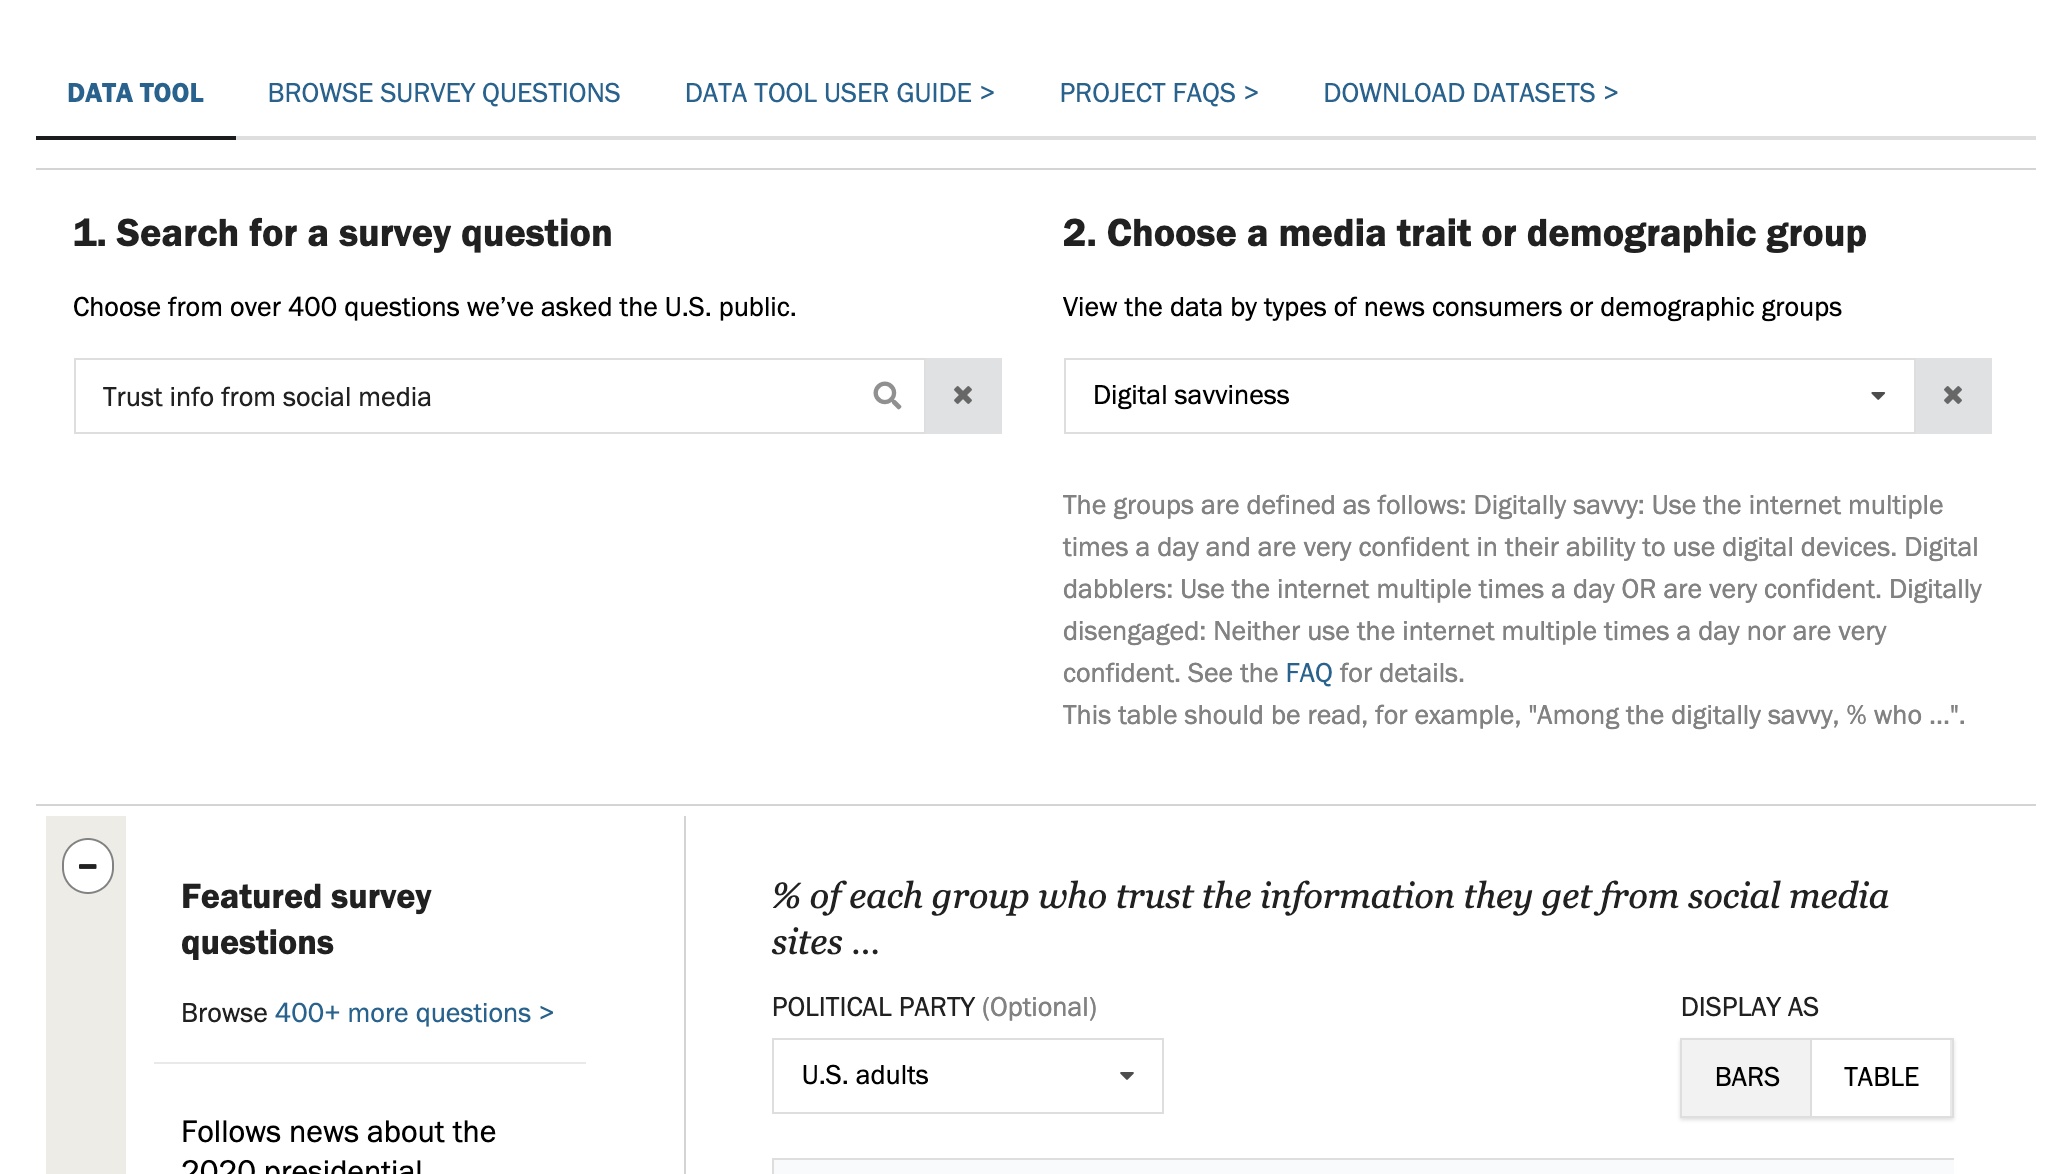 DATA TOOL
BROWSE SURVEY QUESTIONS
DATA TOOL USER GUIDE >
PROJECT FAQS >
DOWNLOAD DATASETS >
1. Search for a survey question
Choose from over 400 questions we’ve asked the U.S. public.
Trust info from social media
2. Choose a media trait or demographic group
View the data by types of news consumers or demographic groups
Digital savviness
The groups are defined as follows: Digitally savvy: Use the internet multiple
times a day and are very confident in their ability to use digital devices. Digital
dabblers: Use the internet multiple times a day OR are very confident. Digitally
disengaged: Neither use the internet multiple times a day nor are very
confident. See the FAQ for details.
This table should be read, for example, "Among the digitally savvy, % who ...".
Featured survey
questions
Browse 400+ more questions >
Follows news about the
2020 presidential
% of each group who trust the information they get from social media
sites ...
POLITICAL PARTY (Optional)
U.S. adults
DISPLAY AS
BARS
TABLE